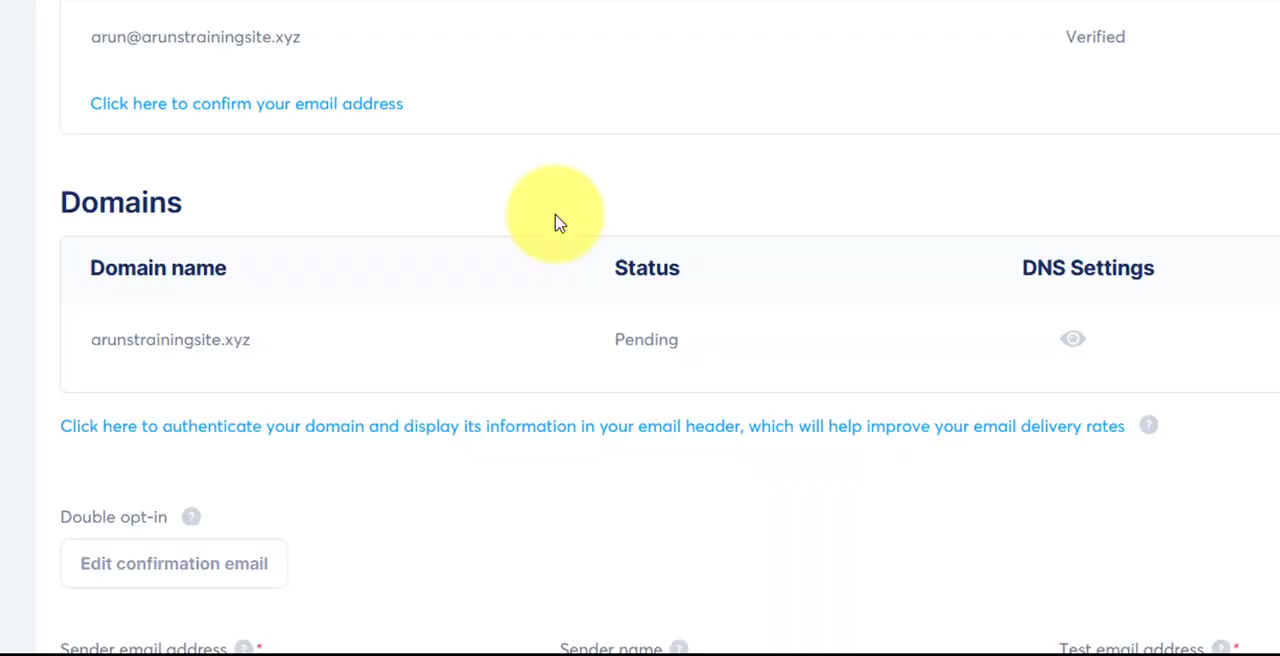 arun@arunstrainingsite.xyz Verified
Click here to confirm your email address
Domains
Domain name Status DNS Settings
arunstrainingsite.xyz Pending
Click here to authenticate your domain and display its information in your email header, which will help improve your email delivery rates ?
Double opt-in ?
Edit confirmation email
Sender email address ? * Sender name ? Test email address ? *